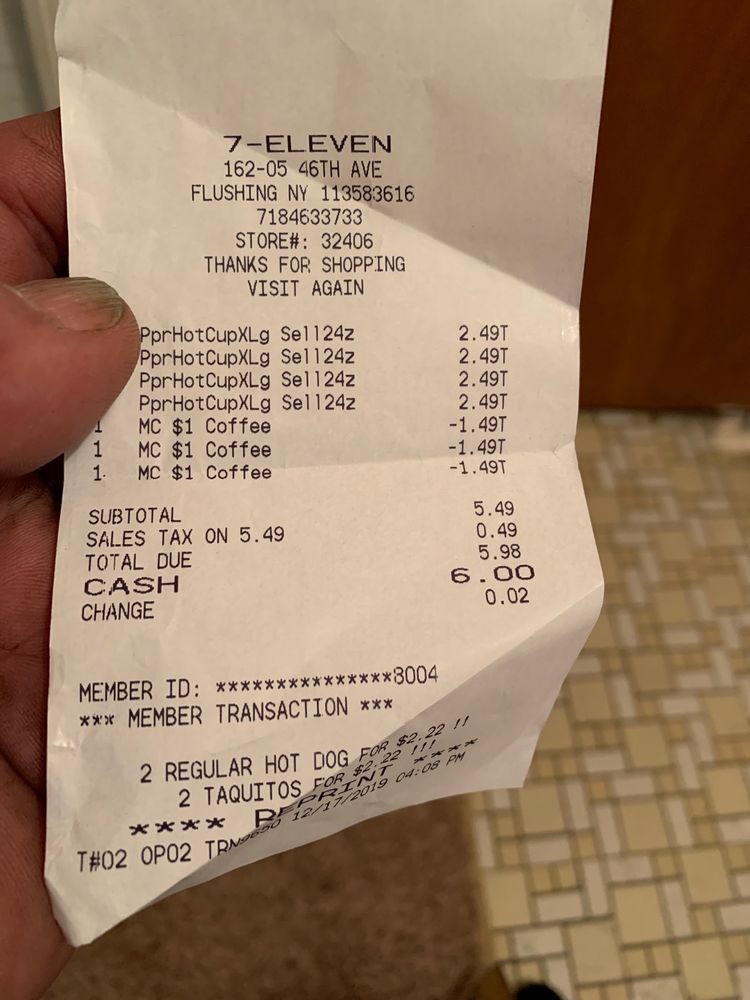 7-ELEVEN
162-05 46TH AVE
FLUSHING NY 113583616
7184633733
STORE#: 32406
THANKS FOR SHOPPING
VISIT AGAIN
PprHotCupXLg Sell24z 2.49T
PprHotCupXLg Sell24z 2.49T
PprHotCupXLg Sell24z 2.49T
PprHotCupXLg Sell24z 2.49T
1 MC $1 Coffee -1.49T
1 MC $1 Coffee -1.49T
1 MC $1 Coffee -1.49T
SUBTOTAL 5.49
SALES TAX ON 5.49 0.49
TOTAL DUE 5.98
CASH 6.00
CHANGE 0.02
MEMBER ID: ***************8004
*** MEMBER TRANSACTION ***
2 REGULAR HOT DOG FOR $2.22 !!
2 TAQUITOS FOR $2.22 !!!
**** REPRINT ****
T#02 OP02 TRN9650 12/17/2019 04:08 PM